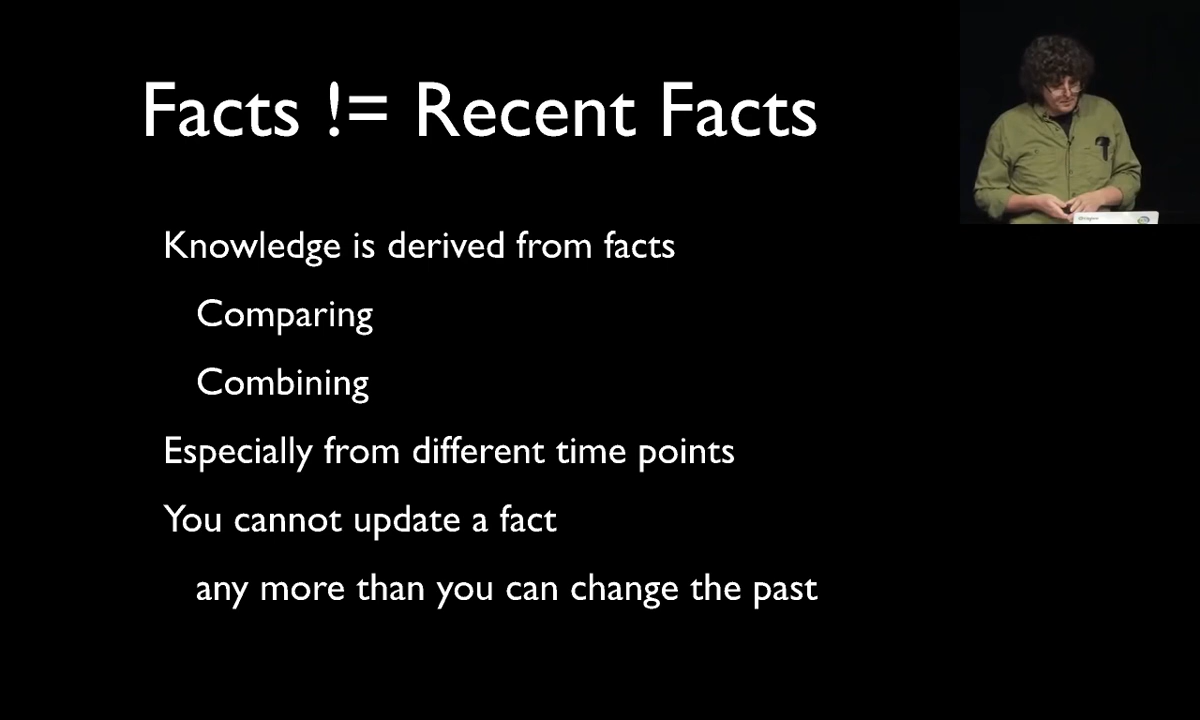 Facts != Recent Facts
Knowledge is derived from facts
Comparing
Combining
Especially from different time points
You cannot update a fact
any more than you can change the past